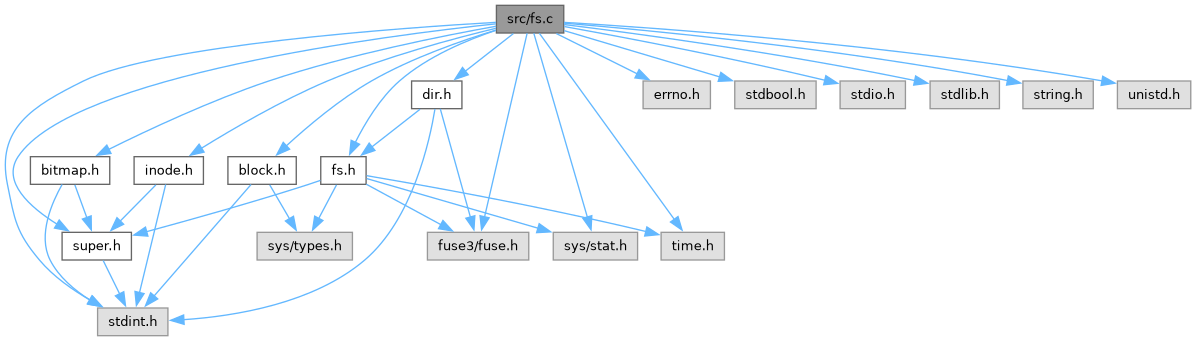 src/fs.c
dir.h
errno.h
stdbool.h
stdio.h
stdlib.h
string.h
unistd.h
bitmap.h
inode.h
block.h
fs.h
super.h
sys/types.h
fuse3/fuse.h
sys/stat.h
time.h
stdint.h